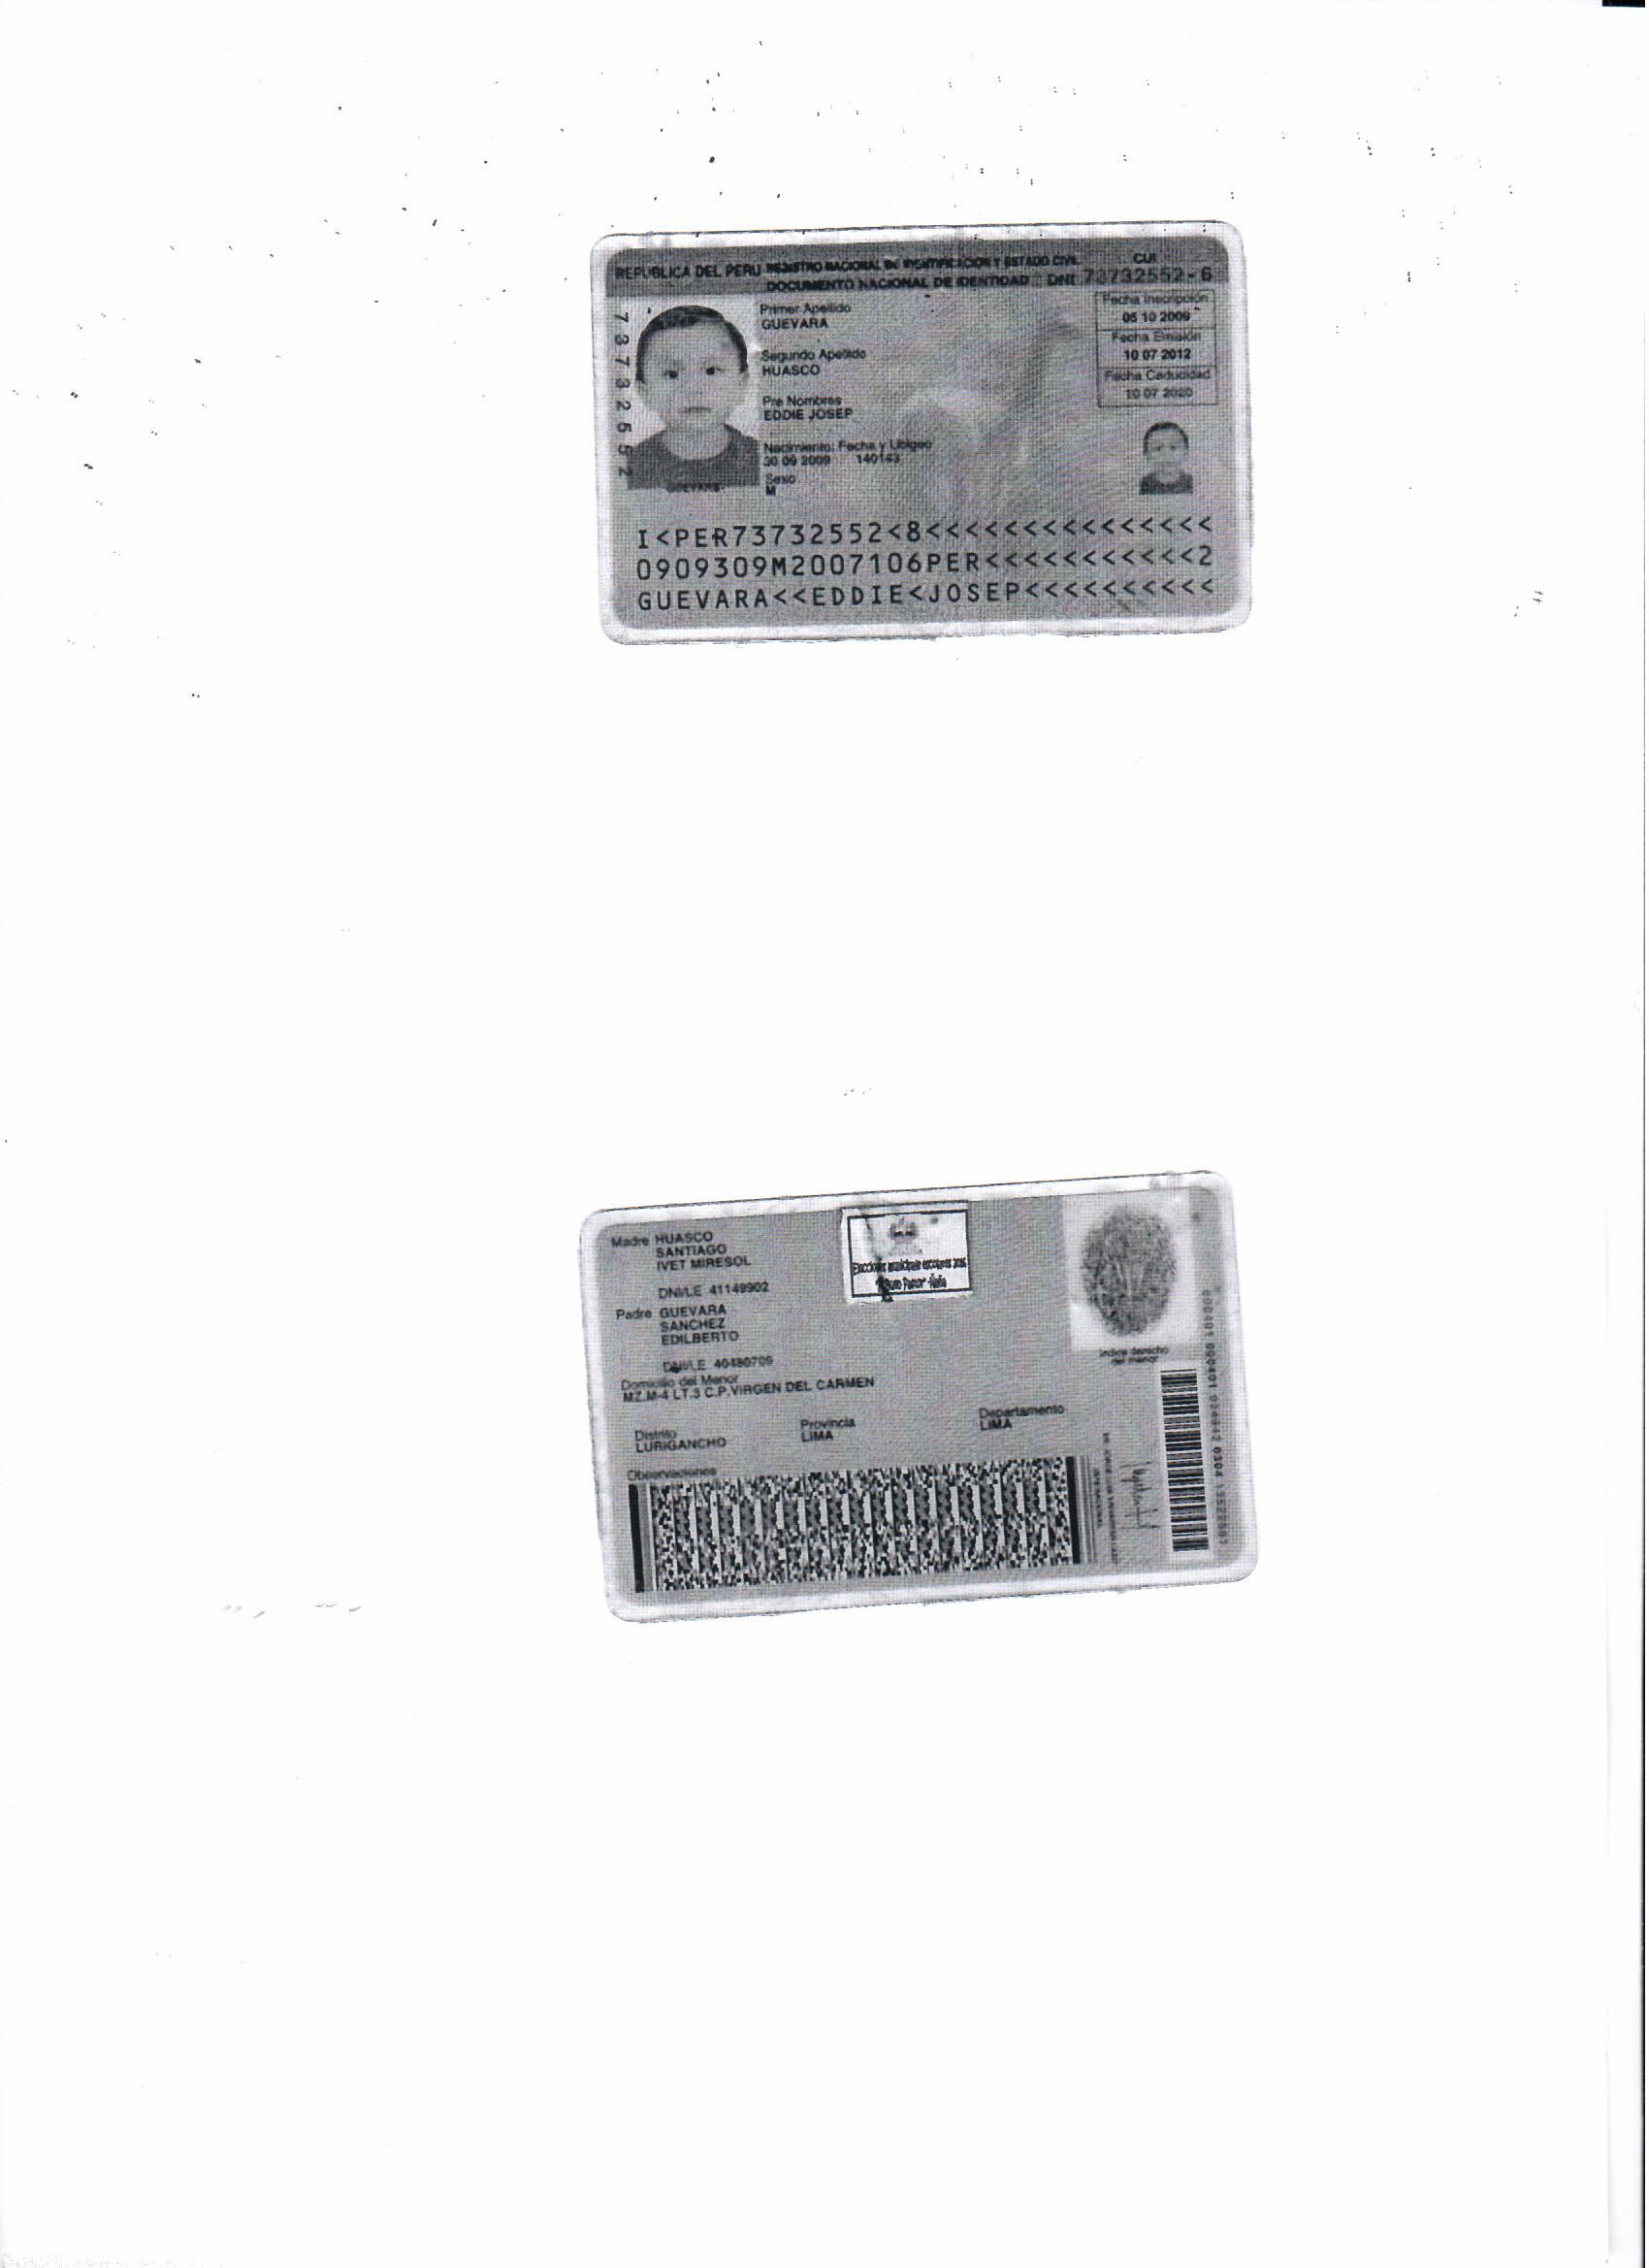 REPUBLICA DEL PERU REGISTRO NACIONAL DE IDENTIFICACION Y ESTADO CIVIL
CUI
DOCUMENTO NACIONAL DE IDENTIDAD DNI 73732552-6
73732552
Primer Apellido
GUEVARA
Segundo Apellido
HUASCO
Pre Nombres
EDDIE JOSEP
Nacimiento: Fecha y Ubigeo
30 09 2009 140143
Sexo
M
Fecha Inscripción
05 10 2009
Fecha Emisión
10 07 2012
Fecha Caducidad
10 07 2020
GUEVARA
I<PER73732552<8<<<<<<<<<<<<<<<
0909309M2007106PER<<<<<<<<<<<2
GUEVARA<<EDDIE<JOSEP<<<<<<<<<<
Madre HUASCO
SANTIAGO
IVET MIRESOL
DNI/LE 41149902
Padre GUEVARA
SANCHEZ
EDILBERTO
DNI/LE 40480709
Domicilio del Menor
MZ.M-4 LT.3 C.P.VIRGEN DEL CARMEN
Distrito
LURIGANCHO
Provincia
LIMA
Departamento
LIMA
Observaciones
Elecciones escolares
Ñaña
Indice derecho
del menor